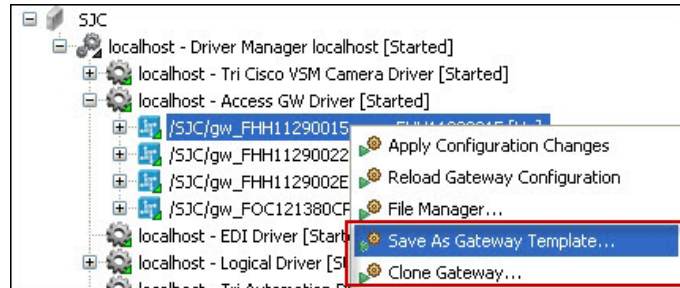 SJC
localhost - Driver Manager localhost [Started]
localhost - Tri Cisco VSM Camera Driver [Started]
localhost - Access GW Driver [Started]
/SJC/gw_FHH11290015
/SJC/gw_FHH11290022
/SJC/gw_FHH1129002E
/SJC/gw_FOC121380CF
localhost - EDI Driver [Start
localhost - Logical Driver [S
Apply Configuration Changes
Reload Gateway Configuration
File Manager...
Save As Gateway Template...
Clone Gateway...